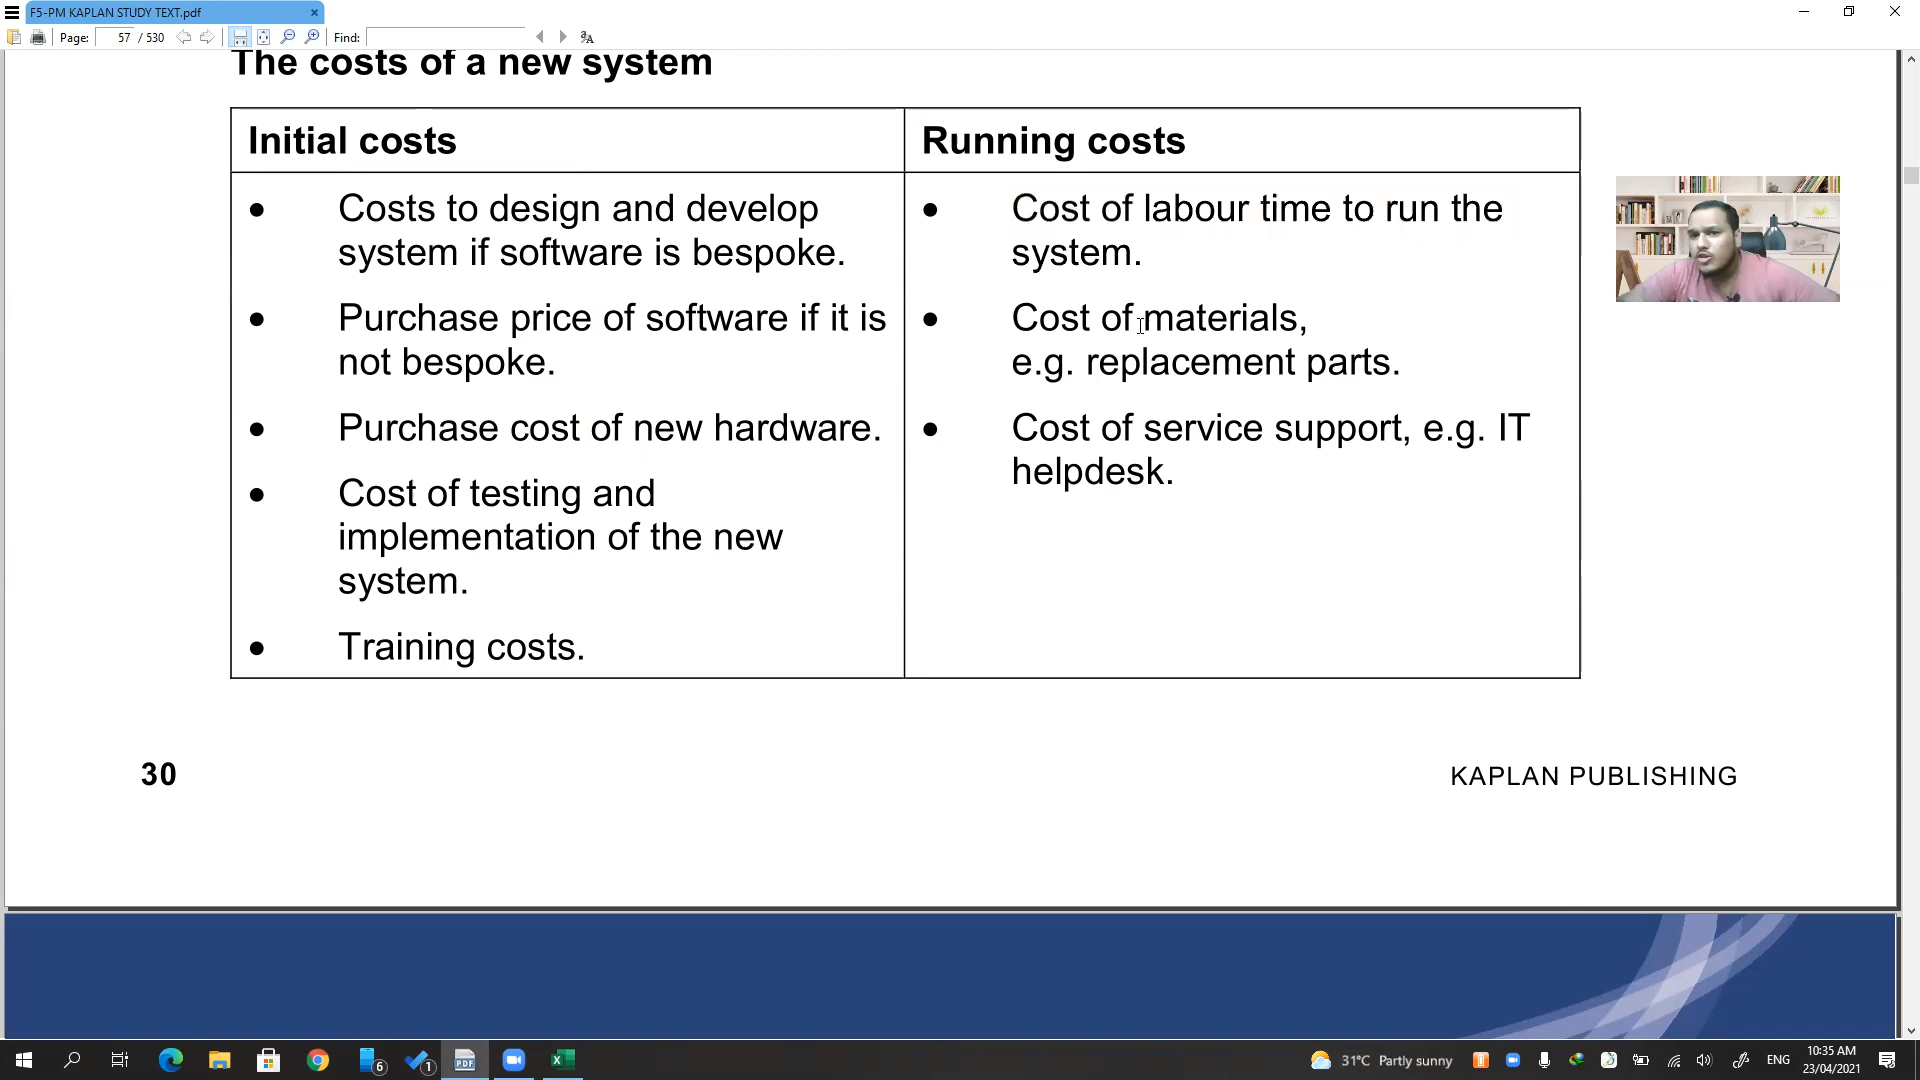 F5-PM KAPLAN STUDY TEXT.pdf ×
Page: 57 / 530 Find:
The costs of a new system
Initial costs
• Costs to design and develop
system if software is bespoke.
• Purchase price of software if it is
not bespoke.
• Purchase cost of new hardware.
• Cost of testing and
implementation of the new
system.
• Training costs.
Running costs
• Cost of labour time to run the
system.
• Cost of materials,
e.g. replacement parts.
• Cost of service support, e.g. IT
helpdesk.
30
KAPLAN PUBLISHING
6
1
PDF
31°C Partly sunny
ENG
10:35 AM
23/04/2021